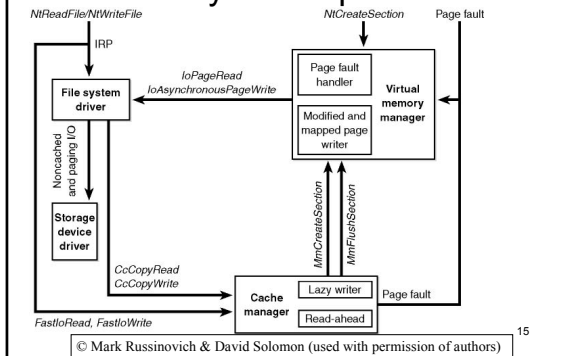 NtReadFile/NtWriteFile
NtCreateSection
Page fault
IRP
File system
driver
IoPageRead
IoAsynchronousPageWrite
Page fault
handler
Virtual
memory
manager
Modified and
mapped page
writer
Noncached
and paging I/O
Storage
device
driver
MmCreateSection
MmFlushSection
CcCopyRead
CcCopyWrite
Cache
manager
Lazy writer
Read-ahead
Page fault
FastIoRead, FastIoWrite
15
© Mark Russinovich & David Solomon (used with permission of authors)